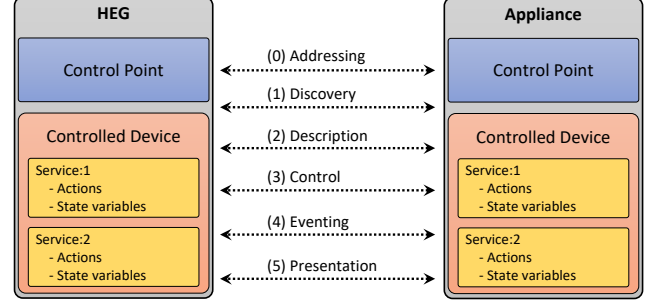 HEG
Control Point
Controlled Device
Service:1
- Actions
- State variables
Service:2
- Actions
- State variables
(0) Addressing
(1) Discovery
(2) Description
(3) Control
(4) Eventing
(5) Presentation
Appliance
Control Point
Controlled Device
Service:1
- Actions
- State variables
Service:2
- Actions
- State variables